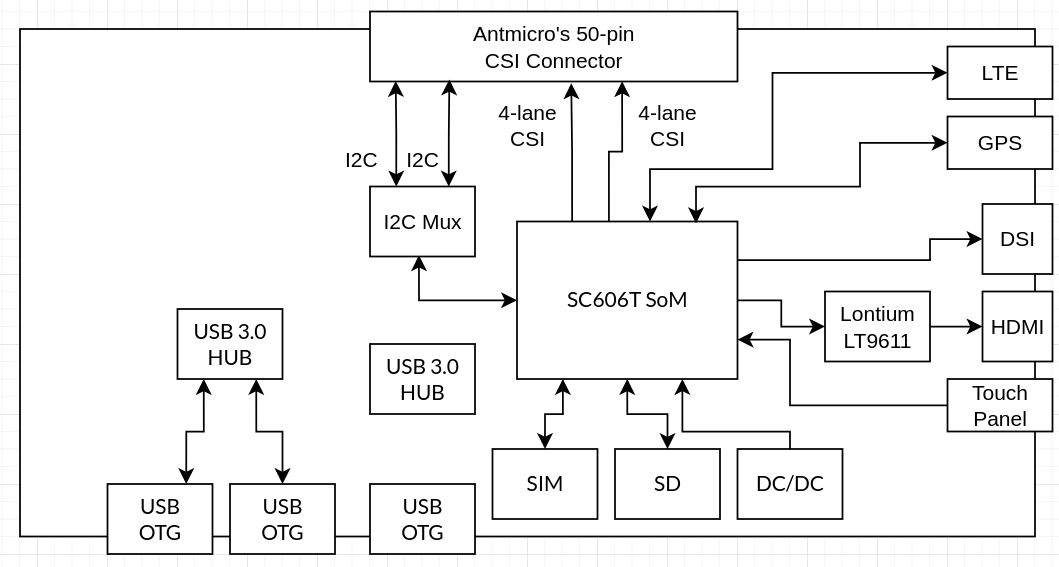 Antmicro's 50-pin
CSI Connector
LTE
4-lane
CSI
4-lane
CSI
GPS
I2C
I2C
I2C Mux
DSI
SC606T SoM
Lontium
LT9611
HDMI
USB 3.0
HUB
USB 3.0
HUB
Touch
Panel
SIM
SD
DC/DC
USB
OTG
USB
OTG
USB
OTG